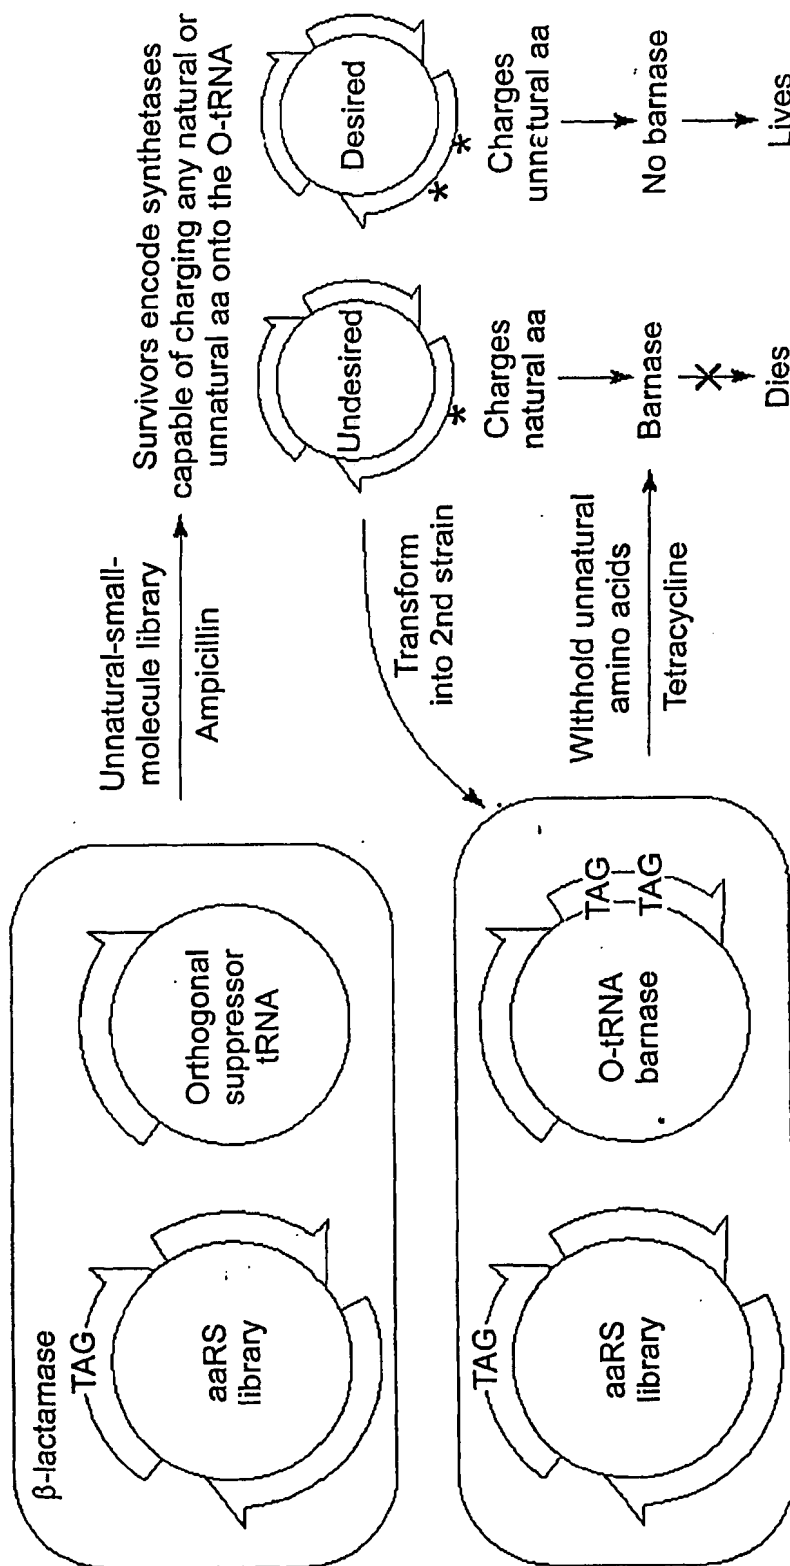 β-lactamase
TAG
aaRS
library
Orthogonal
suppressor
tRNA
Unnatural-small-
molecule library
Ampicillin
Survivors encode synthetases
capable of charging any natural or
unnatural aa onto the O-tRNA
Undesired
*
Charges
natural aa
Barnase
X
Dies
Desired
* *
Charges
unnatural aa
No barnase
Lives
Transform
into 2nd strain
TAG
aaRS
library
O-tRNA
barnase
TAG
TAG
Withhold unnatural
amino acids
Tetracycline